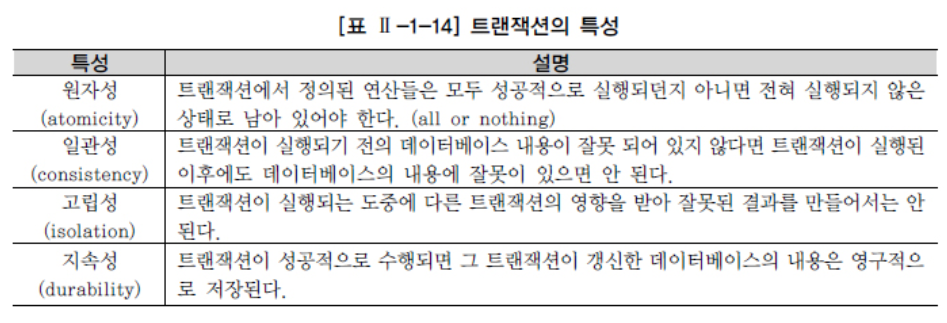 [표 Ⅱ-1-14] 트랜잭션의 특성
특성 설명
원자성 트랜잭션에서 정의된 연산들은 모두 성공적으로 실행되던지 아니면 전혀 실행되지 않은
(atomicity) 상태로 남아 있어야 한다. (all or nothing)
일관성 트랜잭션이 실행되기 전의 데이터베이스 내용이 잘못 되어 있지 않다면 트랜잭션이 실행된
(consistency) 이후에도 데이터베이스의 내용에 잘못이 있으면 안 된다.
고립성 트랜잭션이 실행되는 도중에 다른 트랜잭션의 영향을 받아 잘못된 결과를 만들어서는 안
(isolation) 된다.
지속성 트랜잭션이 성공적으로 수행되면 그 트랜잭션이 갱신한 데이터베이스의 내용은 영구적으
(durability) 로 저장된다.